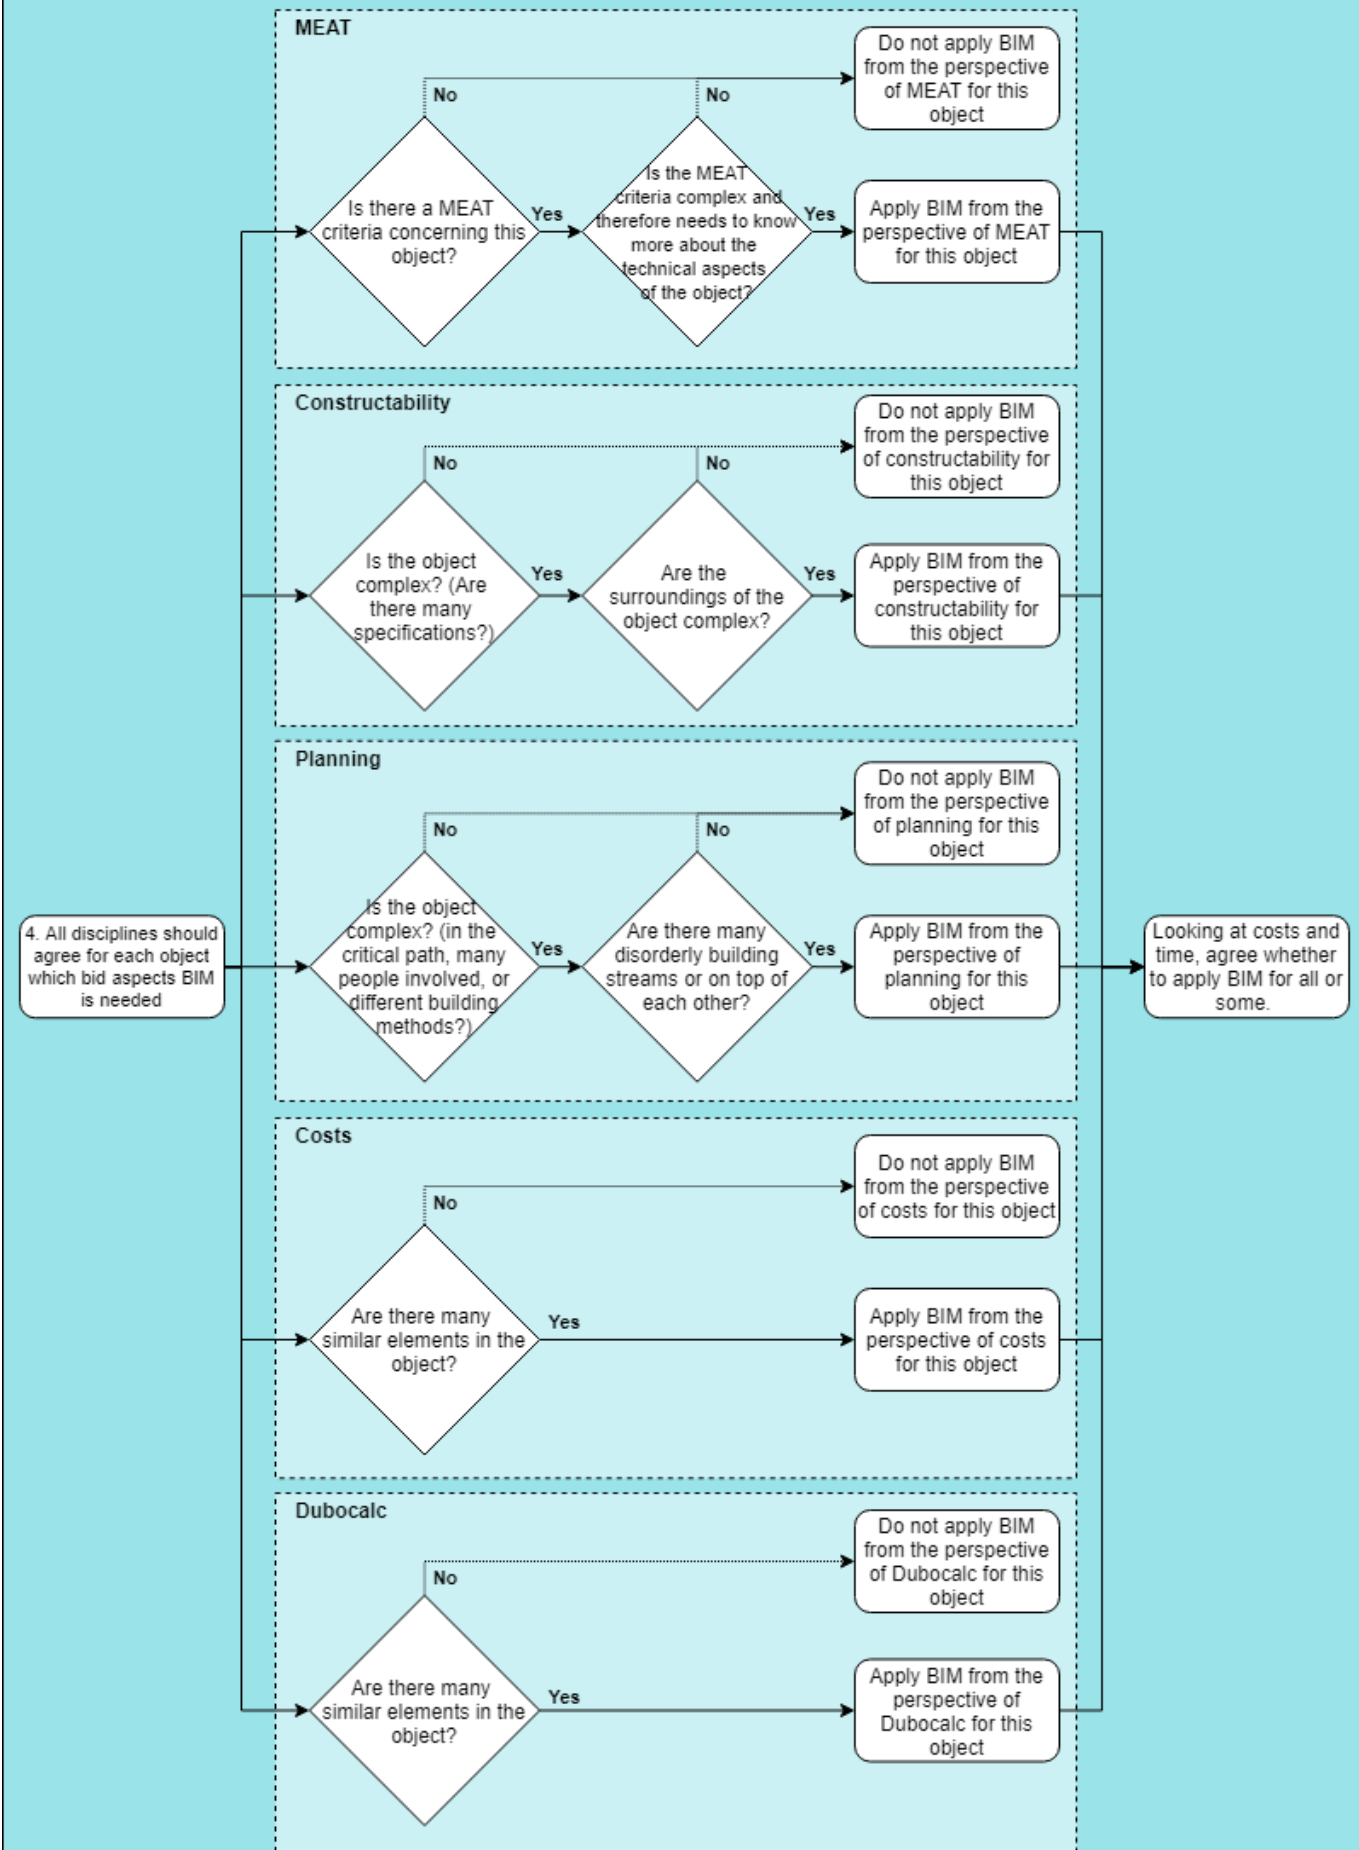 MEAT
Do not apply BIM
from the perspective
of MEAT for this
object
No
No
Is there a MEAT
criteria concerning this
object?
Yes
Is the MEAT
criteria complex and
therefore needs to know
more about the
technical aspects
of the object?
Yes
Apply BIM from the
perspective of MEAT
for this object
Constructability
Do not apply BIM
from the perspective
of constructability for
this object
No
No
Is the object
complex? (Are
there many
specifications?)
Yes
Are the
surroundings of the
object complex?
Yes
Apply BIM from the
perspective of
constructability for
this object
Planning
Do not apply BIM
from the perspective
of planning for this
object
No
No
4. All disciplines should
agree for each object
which bid aspects BIM
is needed
Is the object
complex? (in the
critical path, many
people involved, or
different building
methods?)
Yes
Are there many
disorderly building
streams or on top of
each other?
Yes
Apply BIM from the
perspective of
planning for this
object
Looking at costs and
time, agree whether
to apply BIM for all or
some.
Costs
Do not apply BIM
from the perspective
of costs for this object
No
Are there many
similar elements in the
object?
Yes
Apply BIM from the
perspective of costs
for this object
Dubocalc
Do not apply BIM
from the perspective
of Dubocalc for this
object
No
Are there many
similar elements in the
object?
Yes
Apply BIM from the
perspective of
Dubocalc for this
object